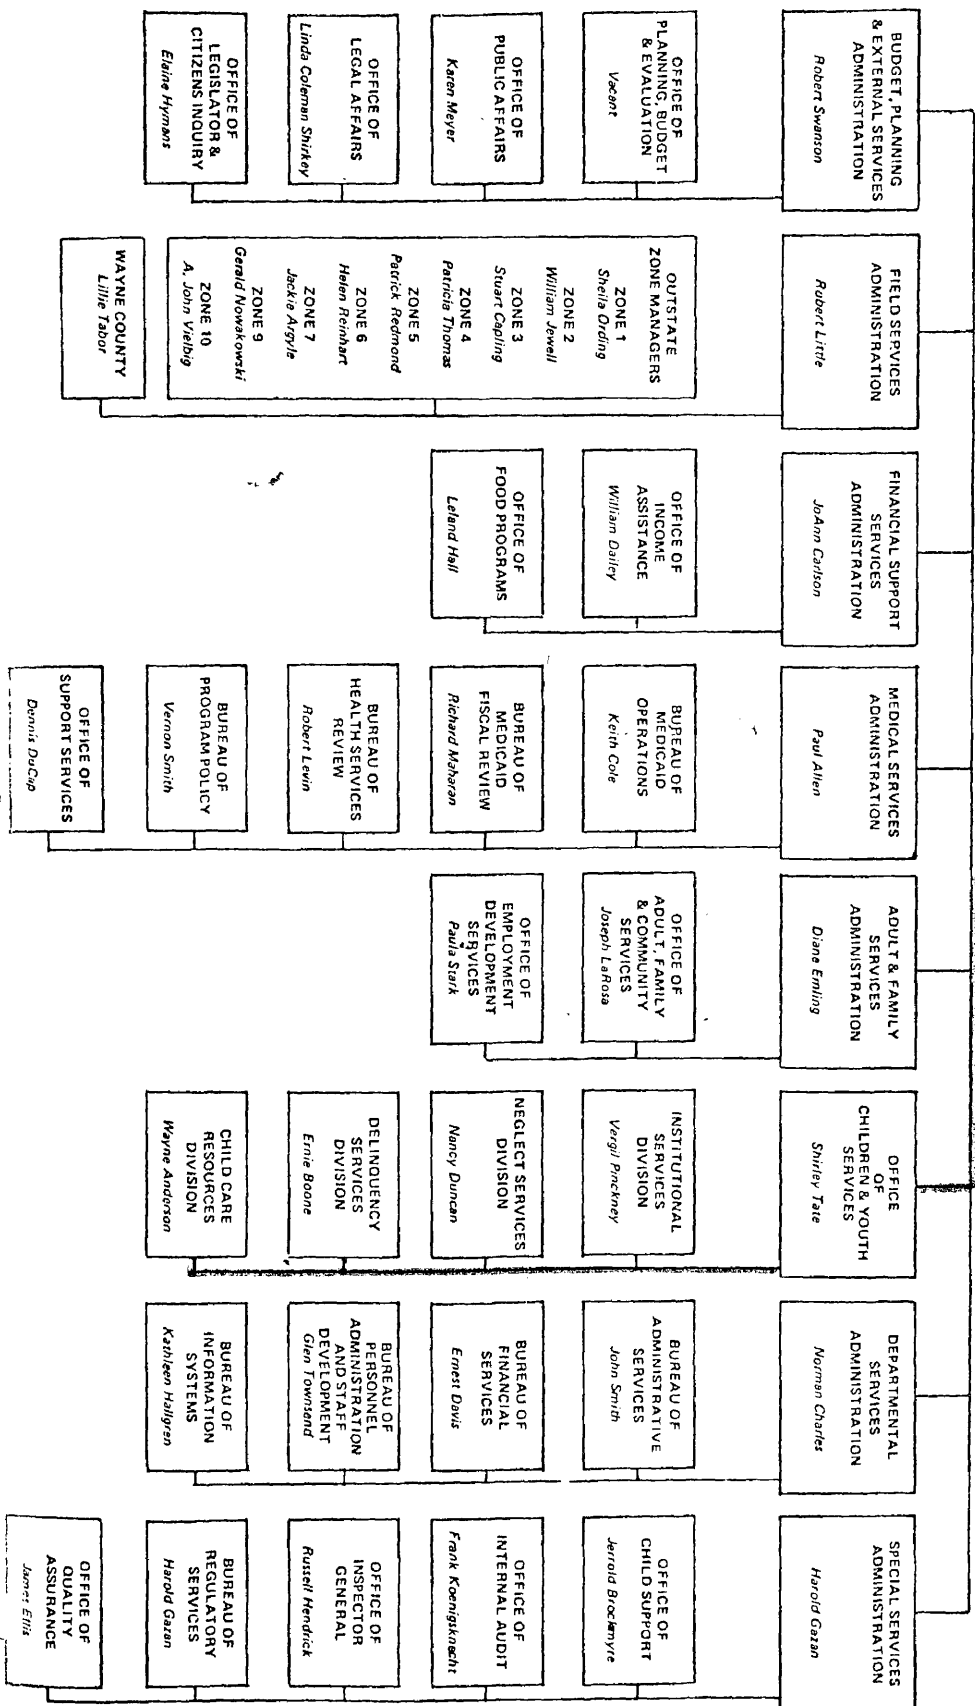 BUDGET, PLANNING
& EXTERNAL SERVICES
ADMINISTRATION
Robert Swanson
OFFICE OF
PLANNING, BUDGET
& EVALUATION
Vacant
OFFICE OF
PUBLIC AFFAIRS
Karen Meyer
OFFICE OF
LEGAL AFFAIRS
Linda Coleman Shirkey
OFFICE OF
LEGISLATOR &
CITIZENS INQUIRY
Elaine Hymans
FIELD SERVICES
ADMINISTRATION
Robert Little
OUTSTATE
ZONE MANAGERS
ZONE 1
Sheila Ording
ZONE 2
William Jewell
ZONE 3
Stuart Capling
ZONE 4
Patricia Thomas
ZONE 5
Patrick Redmond
ZONE 6
Helen Reinhart
ZONE 7
Jackie Argyle
ZONE 9
Gerald Nowakowski
ZONE 10
A. John Vielbig
WAYNE COUNTY
Lillie Tabor
FINANCIAL SUPPORT
SERVICES
ADMINISTRATION
JoAnn Carlson
OFFICE OF
INCOME
ASSISTANCE
William Dailey
OFFICE OF
FOOD PROGRAMS
Leland Hall
MEDICAL SERVICES
ADMINISTRATION
Paul Allen
BUREAU OF
MEDICAID
OPERATIONS
Keith Cole
BUREAU OF
MEDICAID
FISCAL REVIEW
Richard Maharan
BUREAU OF
HEALTH SERVICES
REVIEW
Robert Levin
BUREAU OF
PROGRAM POLICY
Vernon Smith
OFFICE OF
SUPPORT SERVICES
Dennis DuCap
ADULT & FAMILY
SERVICES
ADMINISTRATION
Diane Emling
OFFICE OF
ADULT, FAMILY
& COMMUNITY
SERVICES
Joseph LaRosa
OFFICE OF
EMPLOYMENT
DEVELOPMENT
SERVICES
Paula Stark
OFFICE
OF
CHILDREN & YOUTH
SERVICES
Shirley Tate
INSTITUTIONAL
SERVICES
DIVISION
Vergil Pinckney
NEGLECT SERVICES
DIVISION
Nancy Duncan
DELINQUENCY
SERVICES
DIVISION
Ernie Boone
CHILD CARE
RESOURCES
DIVISION
Wayne Anderson
DEPARTMENTAL
SERVICES
ADMINISTRATION
Norman Charles
BUREAU OF
ADMINISTRATIVE
SERVICES
John Smith
BUREAU OF
FINANCIAL
SERVICES
Ernest Davis
BUREAU OF
PERSONNEL
ADMINISTRATION
AND STAFF
DEVELOPMENT
Glen Townsend
BUREAU OF
INFORMATION
SYSTEMS
Kathleen Hallgren
SPECIAL SERVICES
ADMINISTRATION
Harold Gazan
OFFICE OF
CHILD SUPPORT
Jerrold Brockmyre
OFFICE OF
INTERNAL AUDIT
Frank Koenigsknecht
OFFICE OF
INSPECTOR
GENERAL
Russell Hendrick
BUREAU OF
REGULATORY
SERVICES
Harold Gazan
OFFICE OF
QUALITY
ASSURANCE
James Ellis